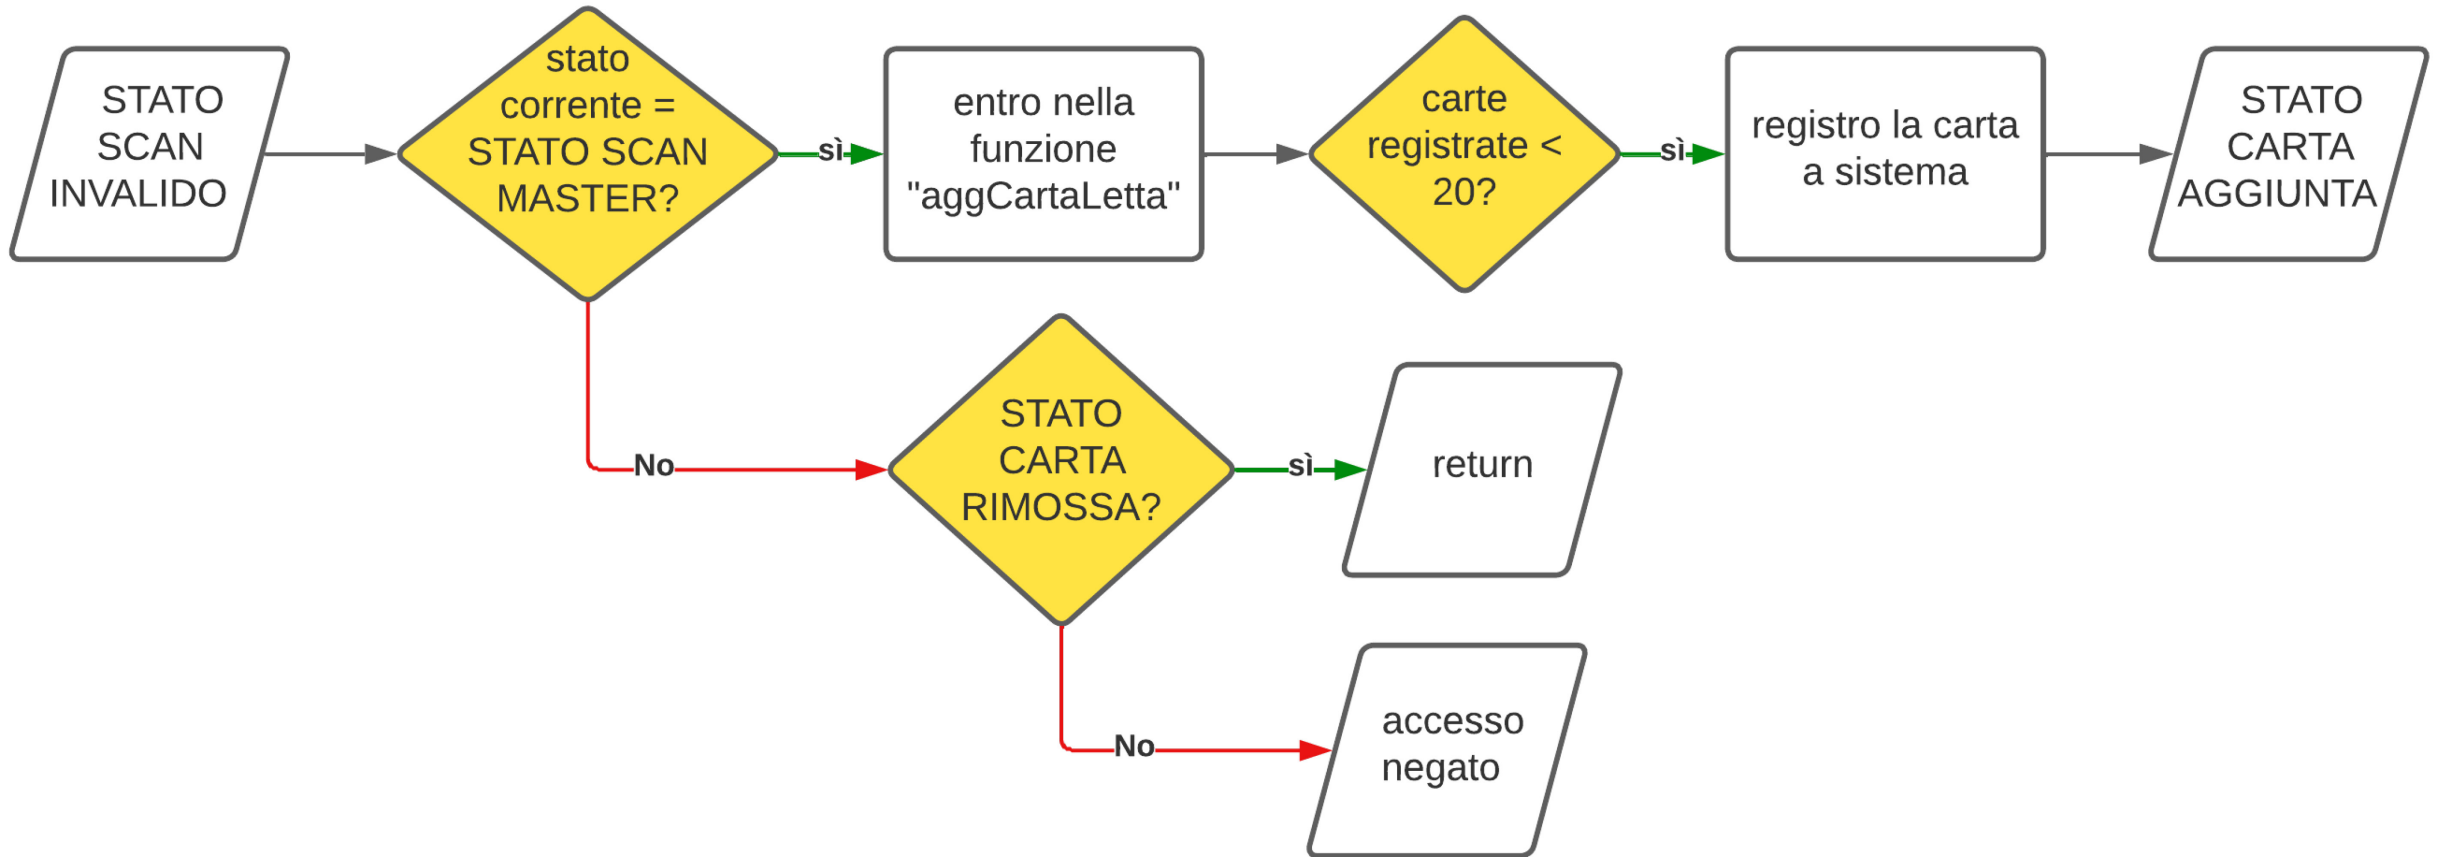 STATO
SCAN
INVALIDO
stato
corrente =
STATO SCAN
MASTER?
sì
entro nella
funzione
"aggCartaLetta"
carte
registrate <
20?
sì
registro la carta
a sistema
STATO
CARTA
AGGIUNTA
No
STATO
CARTA
RIMOSSA?
sì
return
No
accesso
negato